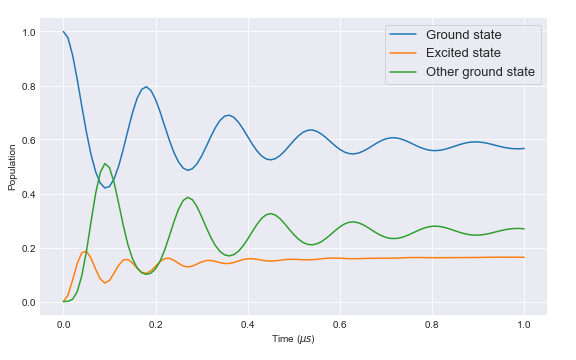 Ground state
Excited state
Other ground state
1.0
0.8
0.6
0.4
0.2
0.0
Population
0.0 0.2 0.4 0.6 0.8 1.0
Time (μs)